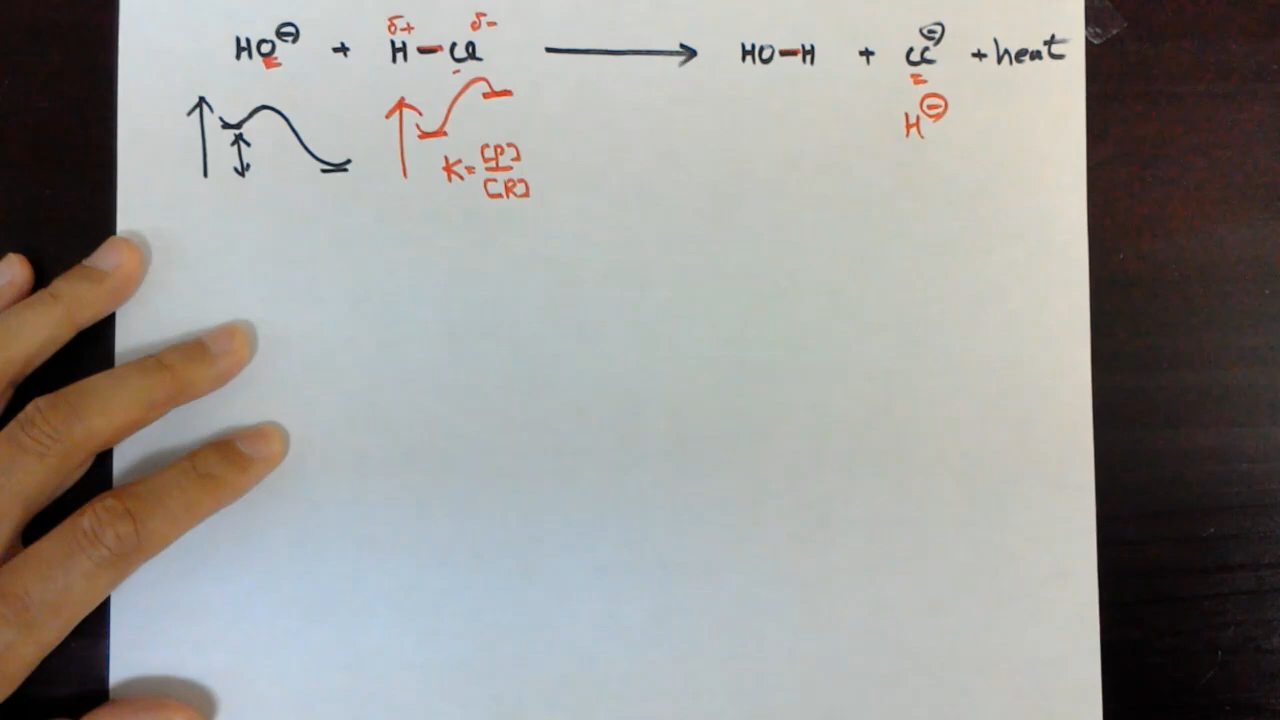 δ+ δ-
HO⊖ + H-Cl ⟶ HO-H + Cl⊖ + heat
H⊖
K = [P]/[R]